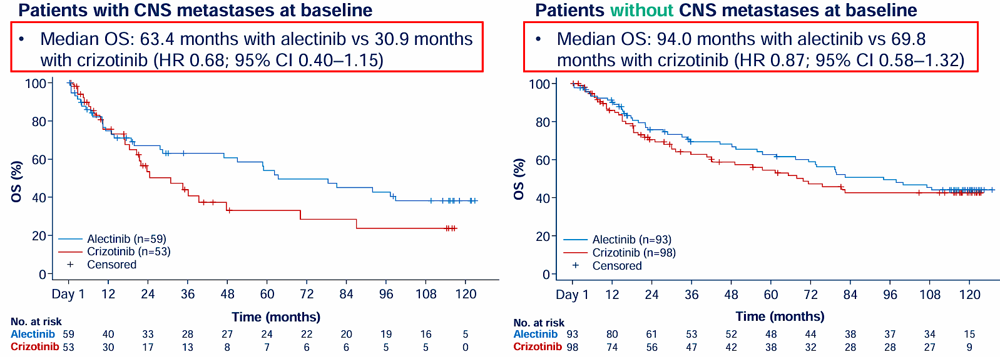 Patients with CNS metastases at baseline
• Median OS: 63.4 months with alectinib vs 30.9 months
with crizotinib (HR 0.68; 95% CI 0.40–1.15)
OS (%)
100
80
60
40
20
0
Alectinib (n=59)
Crizotinib (n=53)
+ Censored
Day 1 12 24 36 48 60 72 84 96 108 120
Time (months)
No. at risk
Alectinib 59 40 33 28 27 24 22 20 19 16 5
Crizotinib 53 30 17 13 8 7 6 6 5 5 0
Patients without CNS metastases at baseline
• Median OS: 94.0 months with alectinib vs 69.8
months with crizotinib (HR 0.87; 95% CI 0.58–1.32)
OS (%)
100
80
60
40
20
0
Alectinib (n=93)
Crizotinib (n=98)
+ Censored
Day 1 12 24 36 48 60 72 84 96 108 120
Time (months)
No. at risk
Alectinib 93 80 61 53 52 48 44 38 37 34 15
Crizotinib 98 74 56 47 42 38 32 28 28 27 9